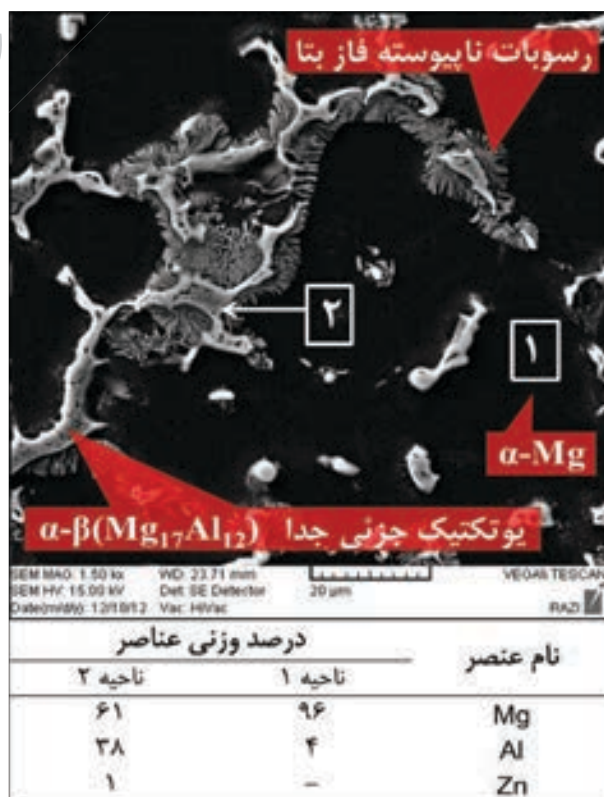 رسوبات ناپیوسته فاز بتا
۲
۱
α-Mg
یوتکتیک جزئی جدا α-β(Mg₁₇Al₁₂)
SEM MAG: 1.50 kx WD: 23.71 mm VEGA\\ TESCAN
SEM HV: 15.00 kV Det: SE Detector 20 µm
Date(m/d/y): 12/10/12 Vac: HiVac RAZI
نام عنصر درصد وزنی عناصر
ناحیه ۱ ناحیه ۲
Mg ۹۶ ۶۱
Al ۴ ۳۸
Zn – ۱